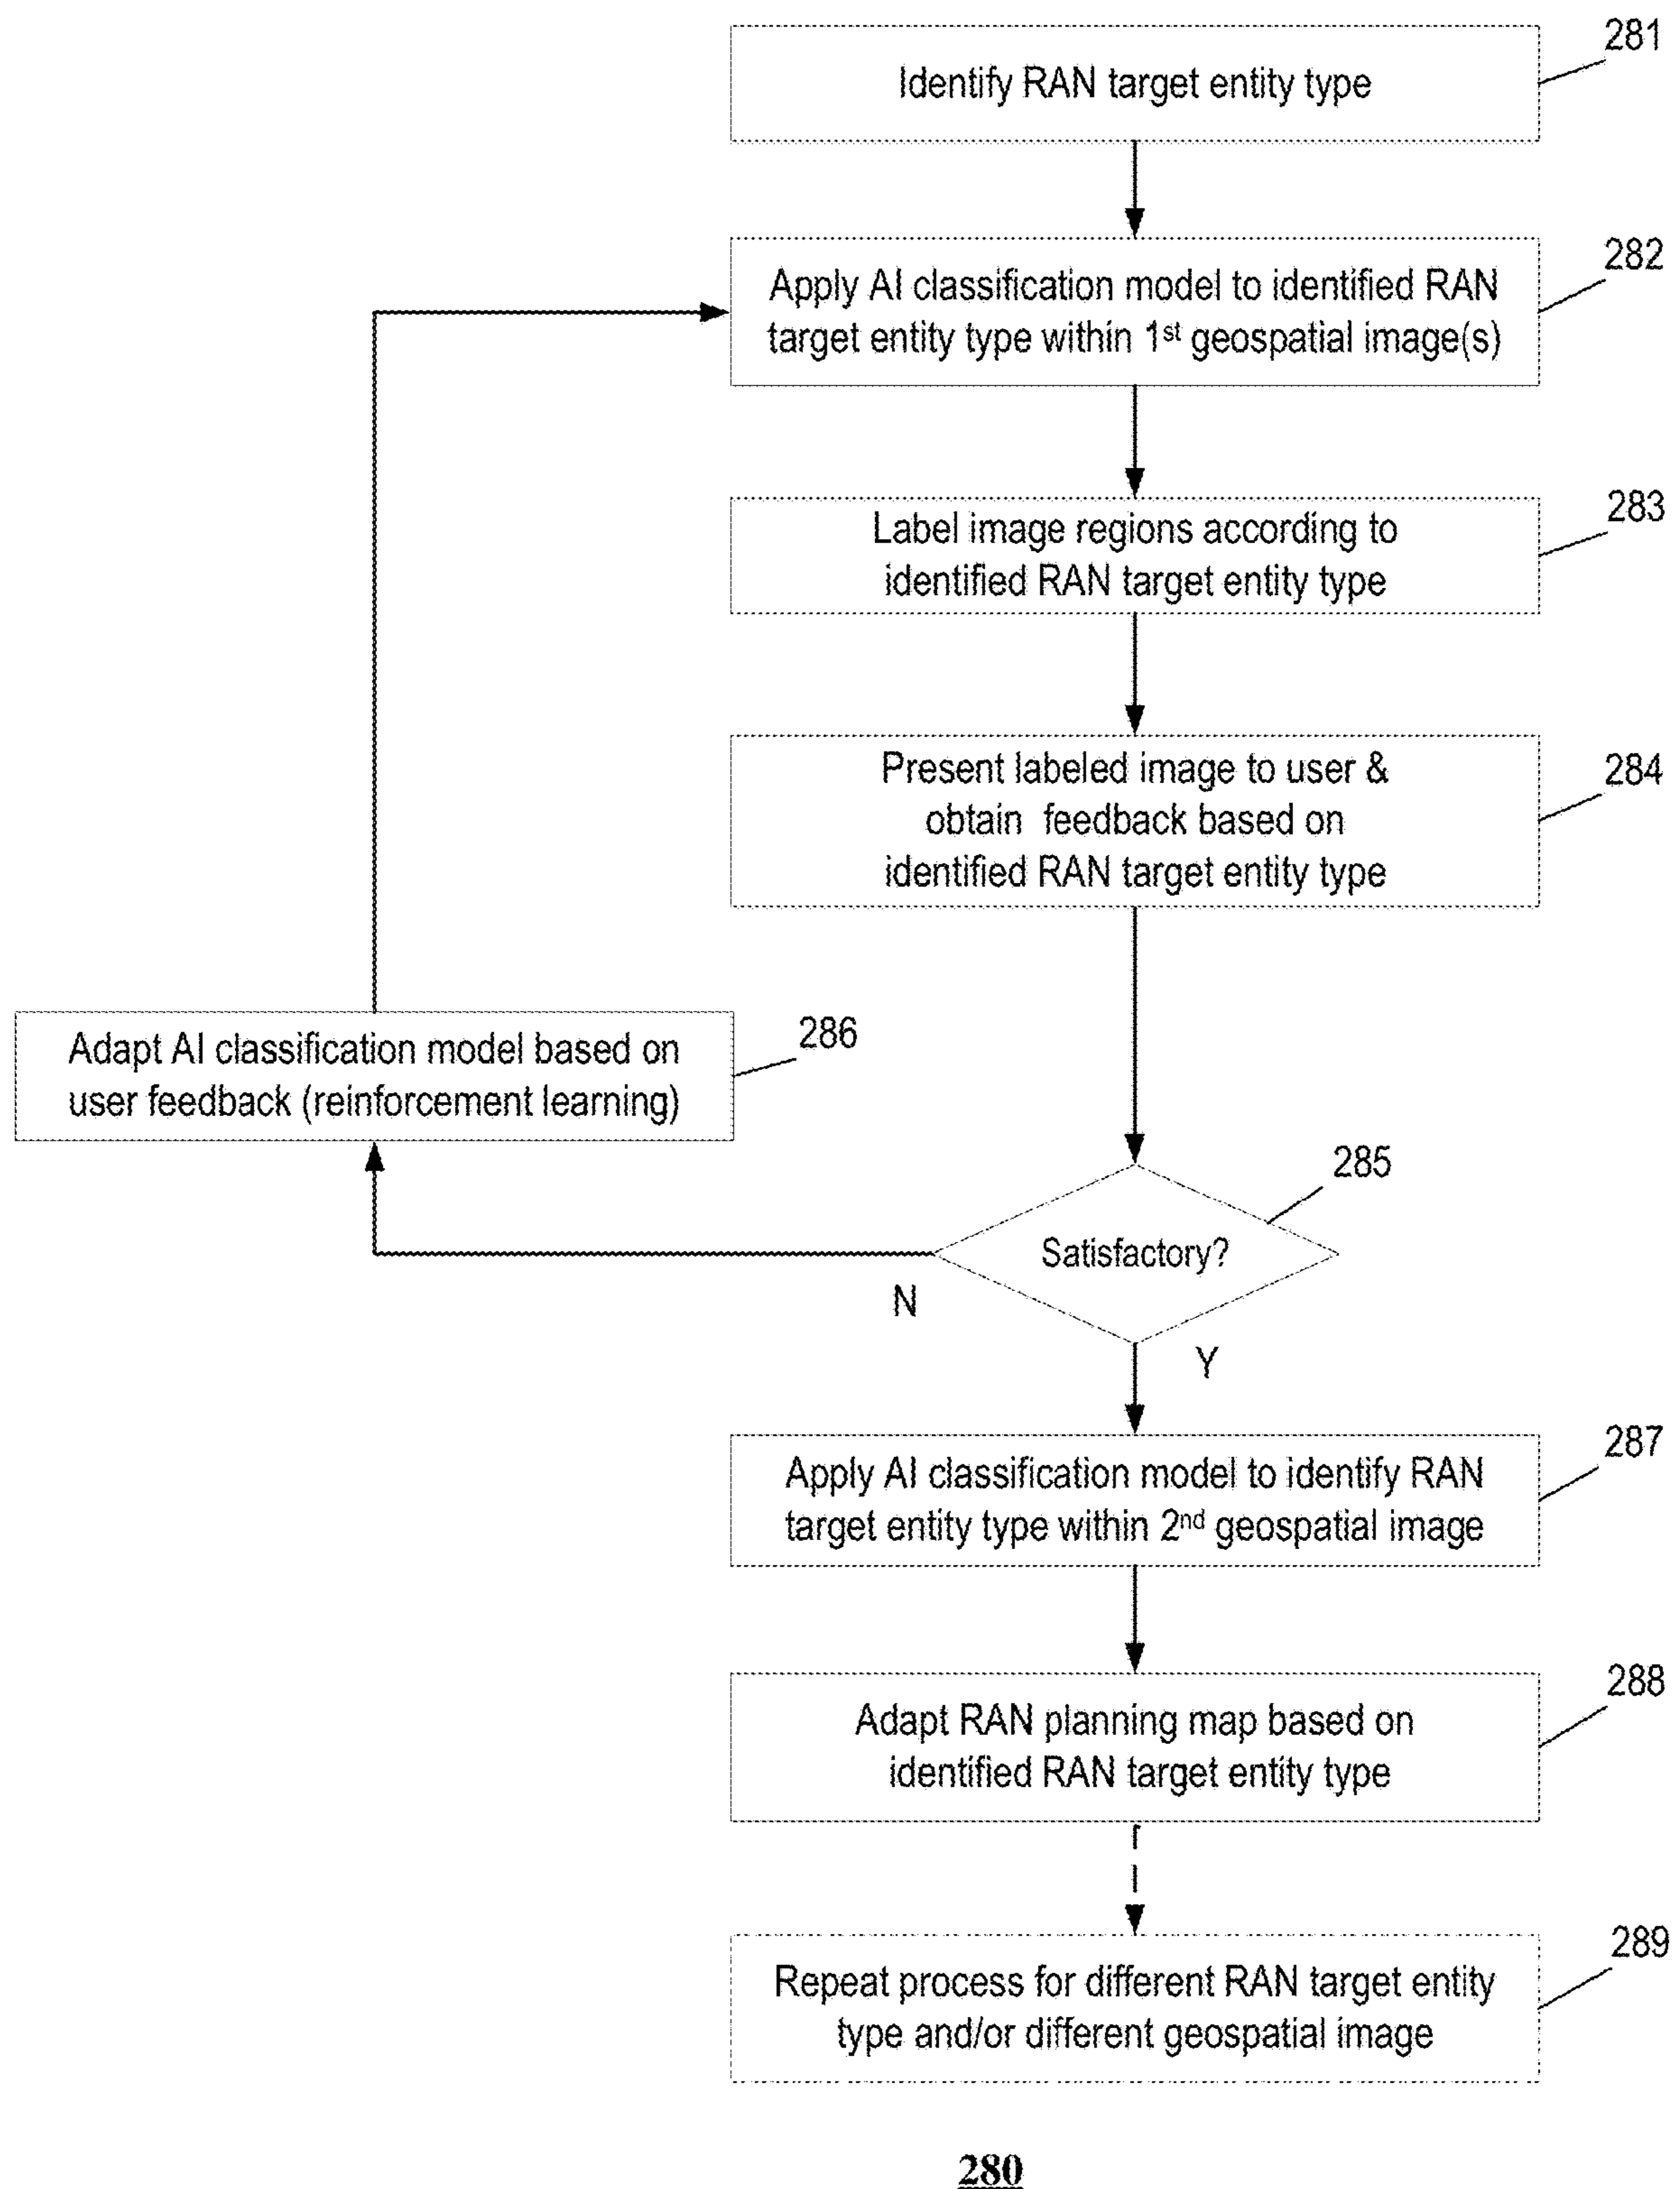 281
Identify RAN target entity type
282
Apply AI classification model to identified RAN
target entity type within 1st geospatial image(s)
283
Label image regions according to
identified RAN target entity type
284
Present labeled image to user &
obtain feedback based on
identified RAN target entity type
286
Adapt AI classification model based on
user feedback (reinforcement learning)
285
Satisfactory?
N
Y
287
Apply AI classification model to identify RAN
target entity type within 2nd geospatial image
288
Adapt RAN planning map based on
identified RAN target entity type
289
Repeat process for different RAN target entity
type and/or different geospatial image
280